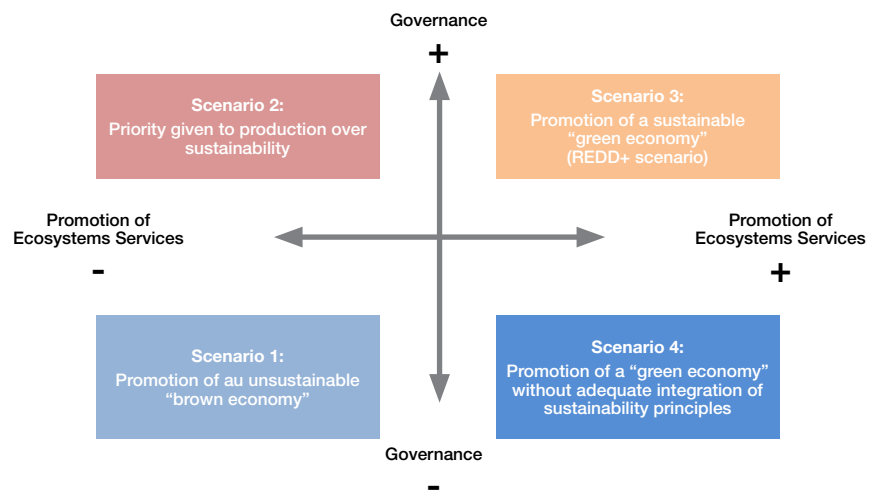 Governance
+
Scenario 2:
Priority given to production over
sustainability
Scenario 3:
Promotion of a sustainable
“green economy”
(REDD+ scenario)
Promotion of
Ecosystems Services
-
Promotion of
Ecosystems Services
+
Scenario 1:
Promotion of au unsustainable
“brown economy”
Scenario 4:
Promotion of a “green economy”
without adequate integration of
sustainability principles
Governance
-